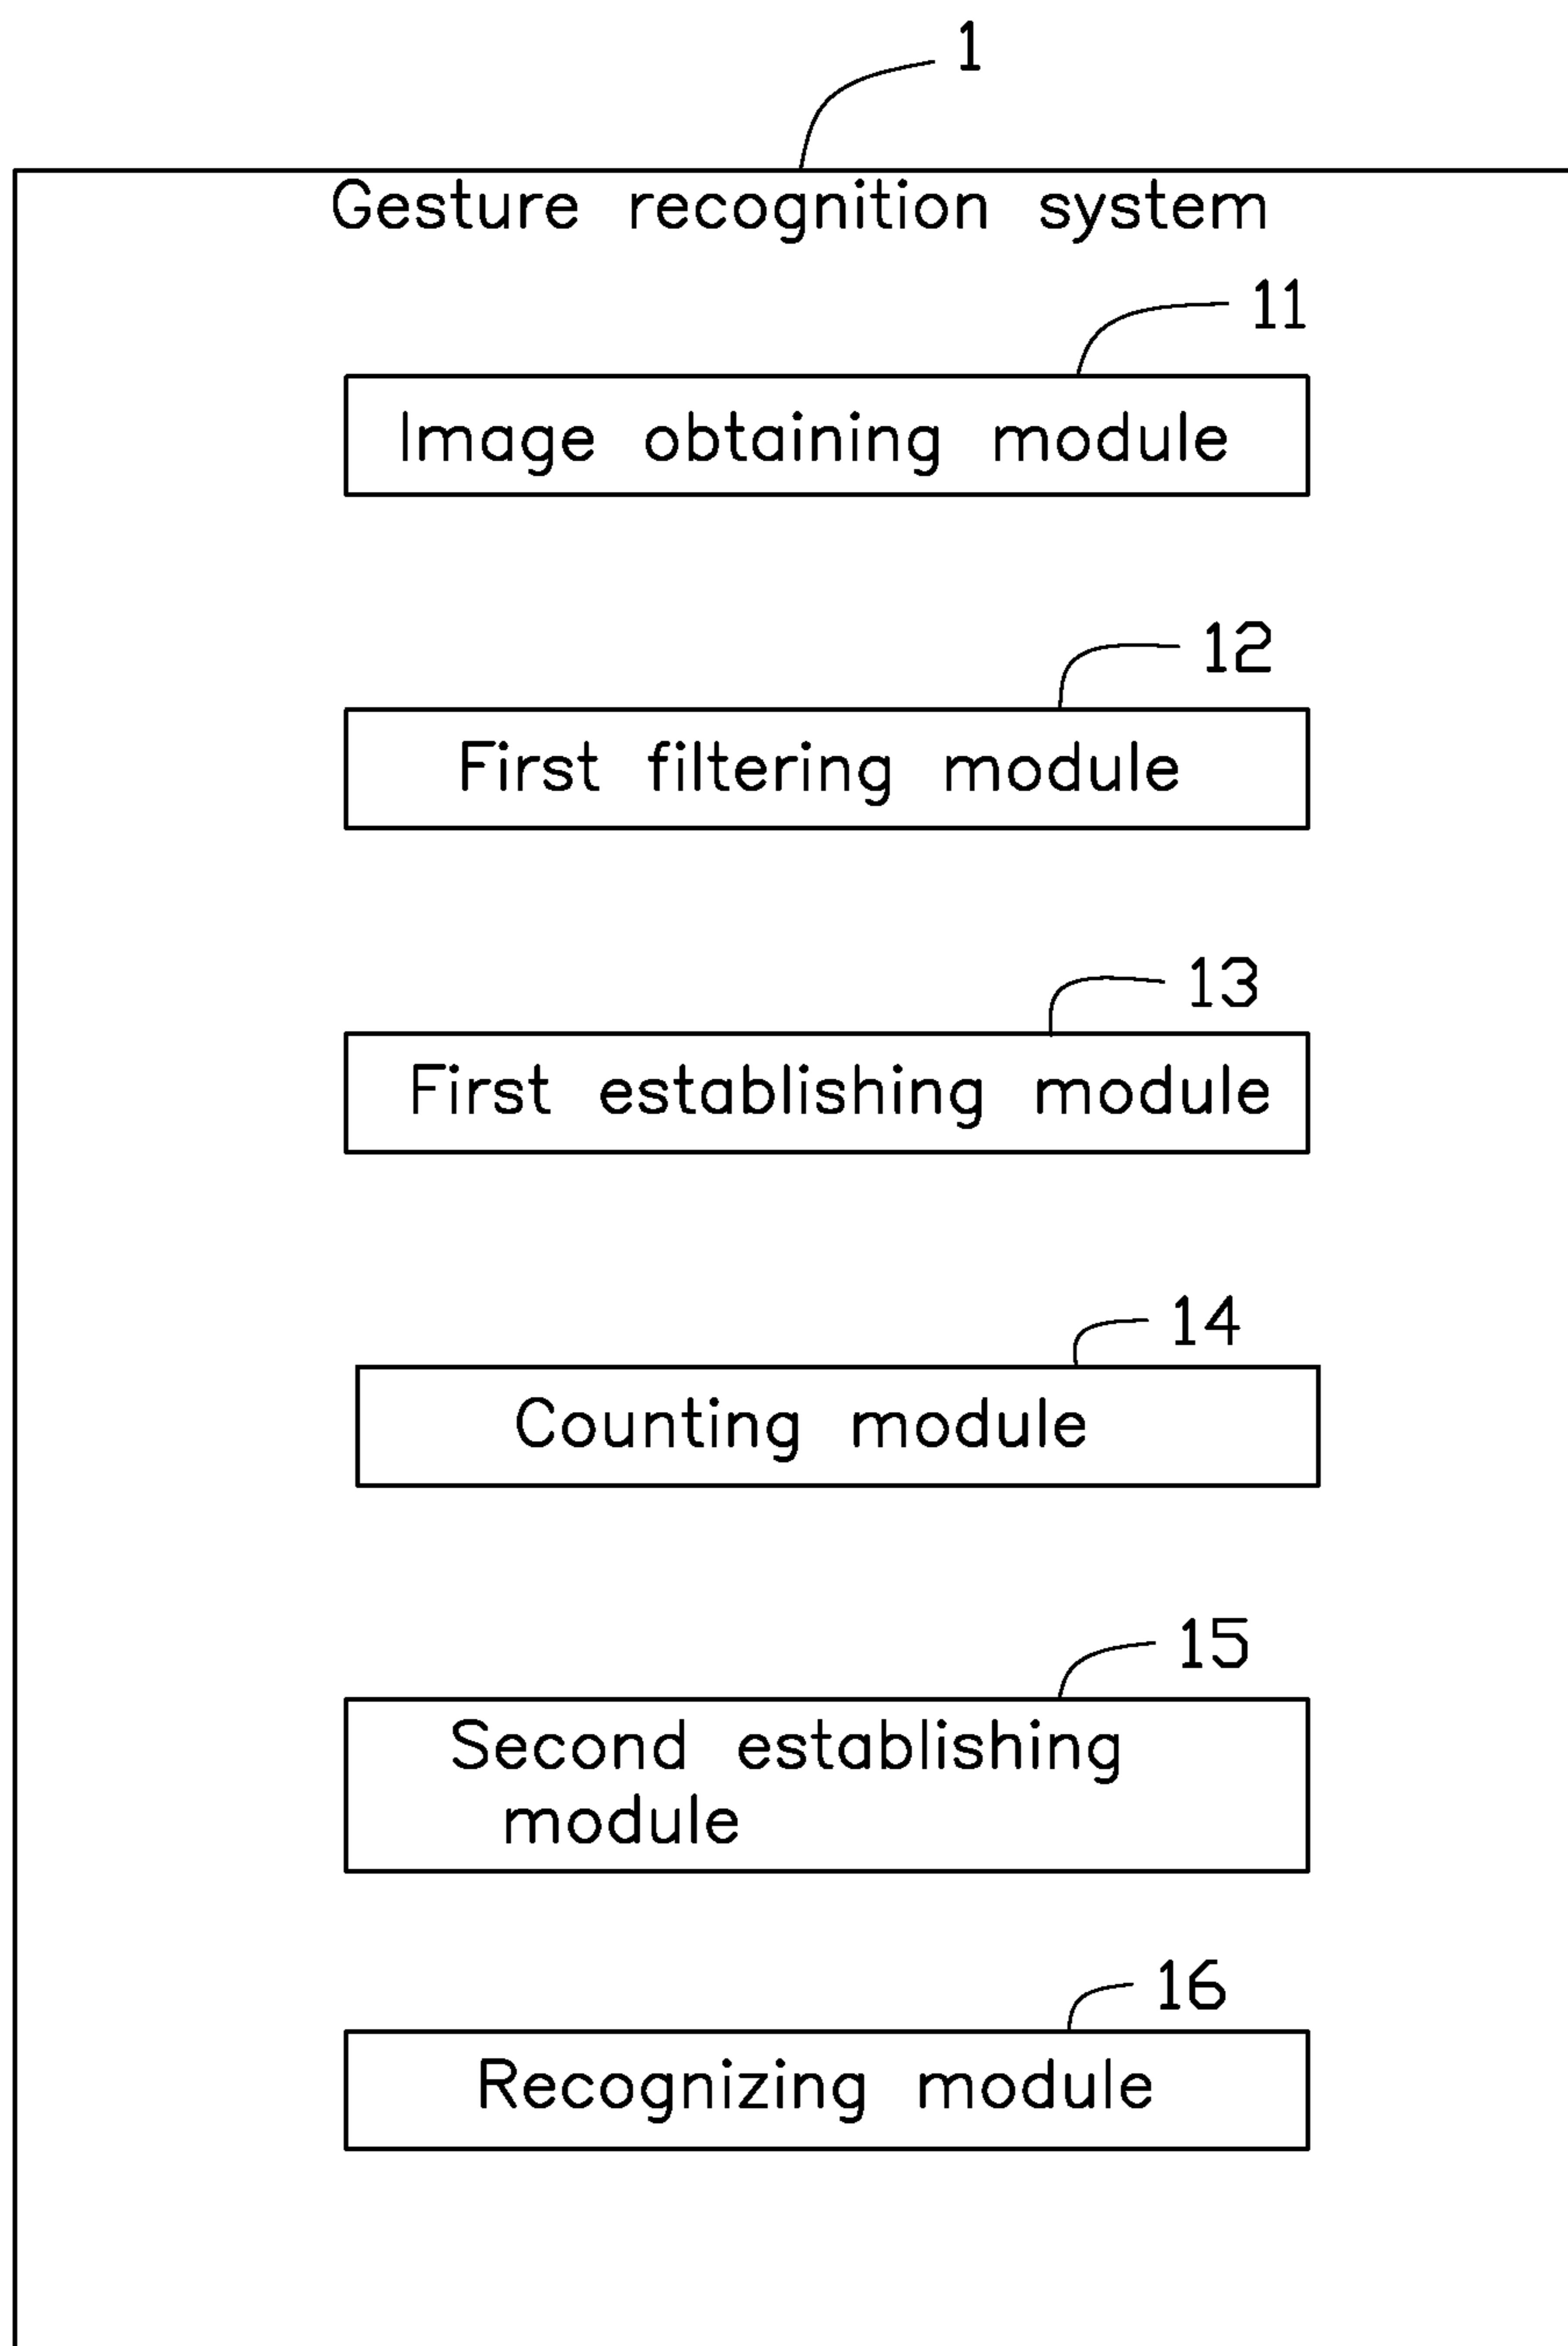 1
Gesture recognition system
11
Image obtaining module
12
First filtering module
13
First establishing module
14
Counting module
15
Second establishing
module
16
Recognizing module